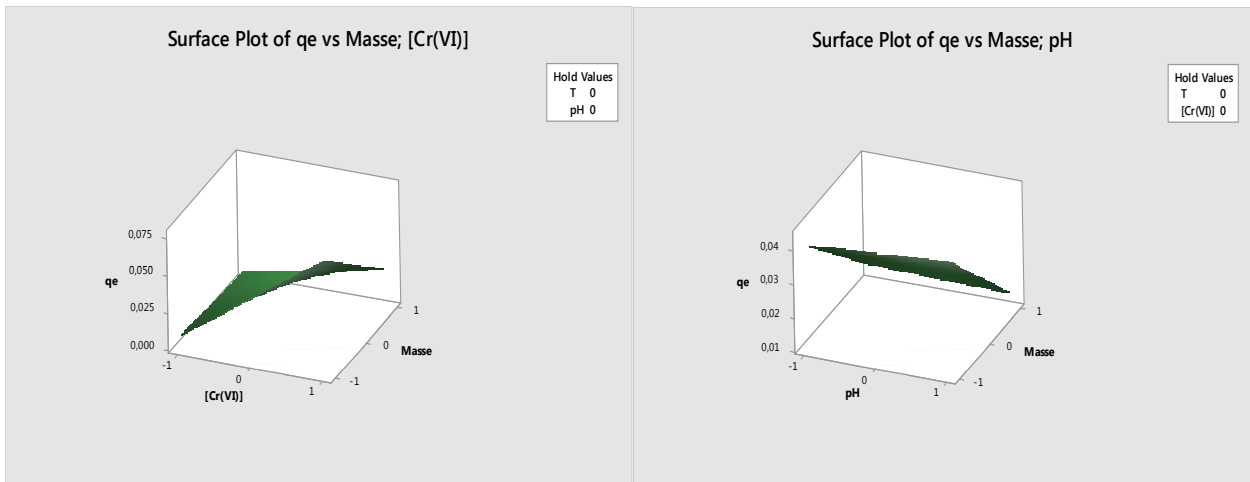 Surface Plot of qe vs Masse; [Cr(VI)]
Hold Values
T 0
pH 0
0,075
0,050
qe
0,025
0,000
-1
0
1
[Cr(VI)]
1
0
Masse
-1
Surface Plot of qe vs Masse; pH
Hold Values
T 0
[Cr(VI)] 0
0,04
0,03
qe
0,02
0,01
-1
0
1
pH
1
0
Masse
-1